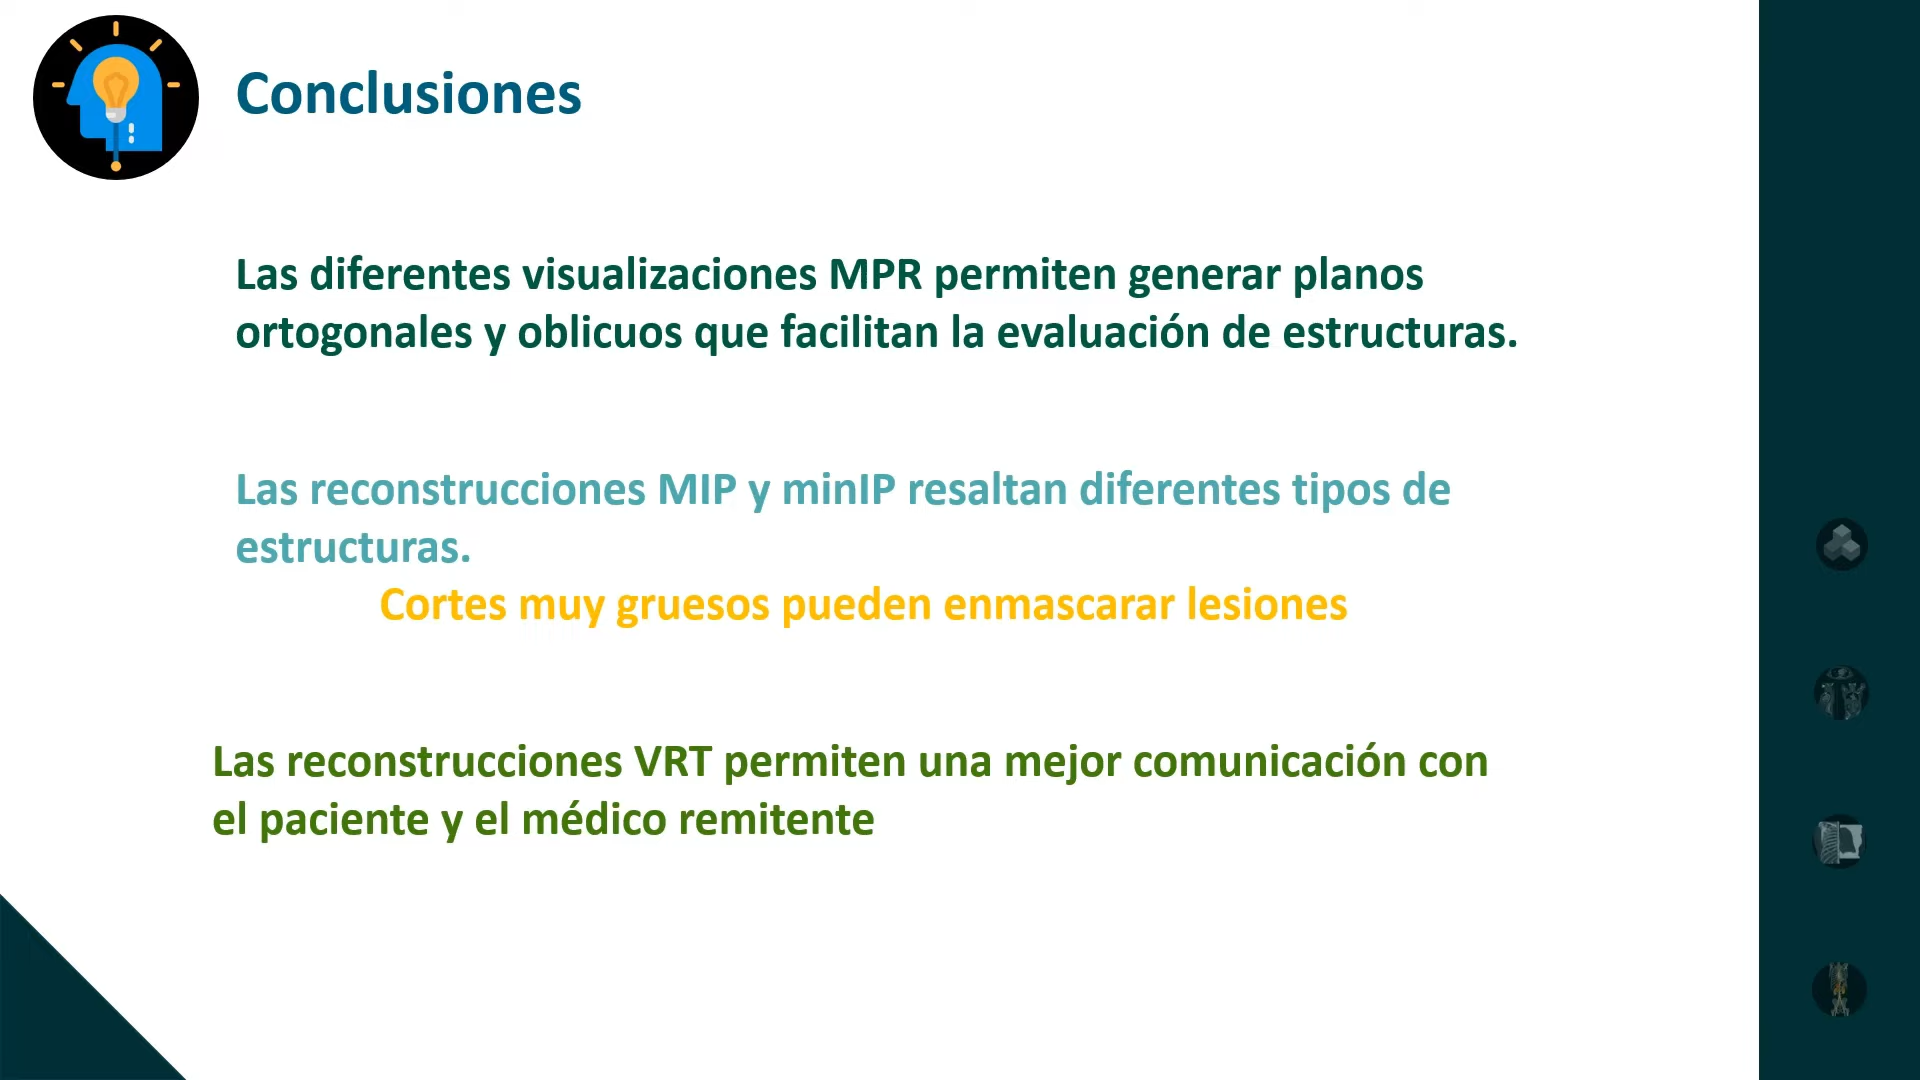 Conclusiones
Las diferentes visualizaciones MPR permiten generar planos
ortogonales y oblicuos que facilitan la evaluación de estructuras.
Las reconstrucciones MIP y minIP resaltan diferentes tipos de
estructuras.
Cortes muy gruesos pueden enmascarar lesiones
Las reconstrucciones VRT permiten una mejor comunicación con
el paciente y el médico remitente